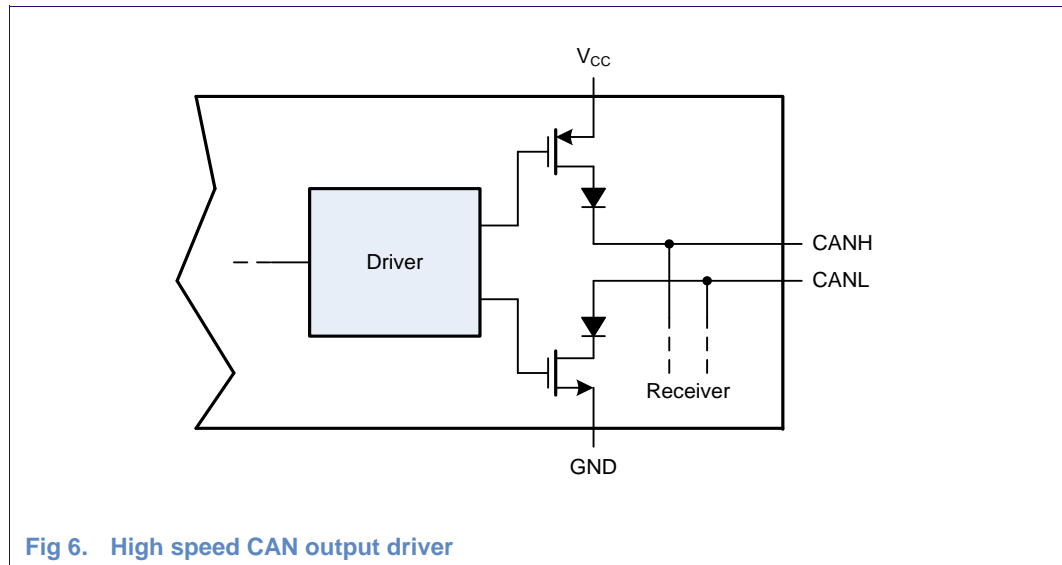 VCC
Driver
CANH
CANL
Receiver
GND
Fig 6. High speed CAN output driver